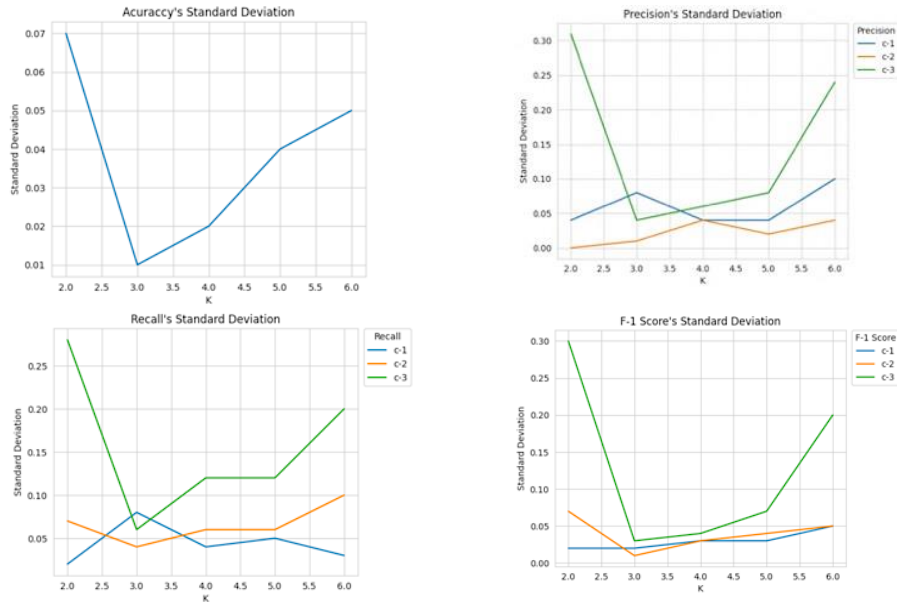 Acuraccy's Standard Deviation
Standard Deviation
0.07
0.06
0.05
0.04
0.03
0.02
0.01
2.0 2.5 3.0 3.5 4.0 4.5 5.0 5.5 6.0
K
Precision's Standard Deviation
Standard Deviation
0.30
0.25
0.20
0.15
0.10
0.05
0.00
2.0 2.5 3.0 3.5 4.0 4.5 5.0 5.5 6.0
K
Precision
c-1
c-2
c-3
Recall's Standard Deviation
Standard Deviation
0.25
0.20
0.15
0.10
0.05
2.0 2.5 3.0 3.5 4.0 4.5 5.0 5.5 6.0
K
Recall
c-1
c-2
c-3
F-1 Score's Standard Deviation
Standard Deviation
0.30
0.25
0.20
0.15
0.10
0.05
0.00
2.0 2.5 3.0 3.5 4.0 4.5 5.0 5.5 6.0
K
F-1 Score
c-1
c-2
c-3